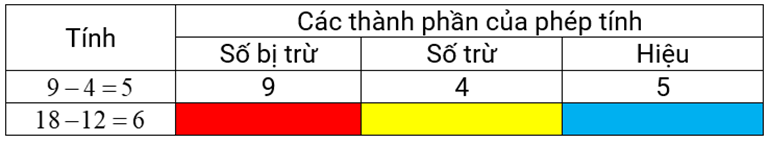 Tính
Các thành phần của phép tính
Số bị trừ Số trừ Hiệu
9 – 4 = 5 9 4 5
18 – 12 = 6